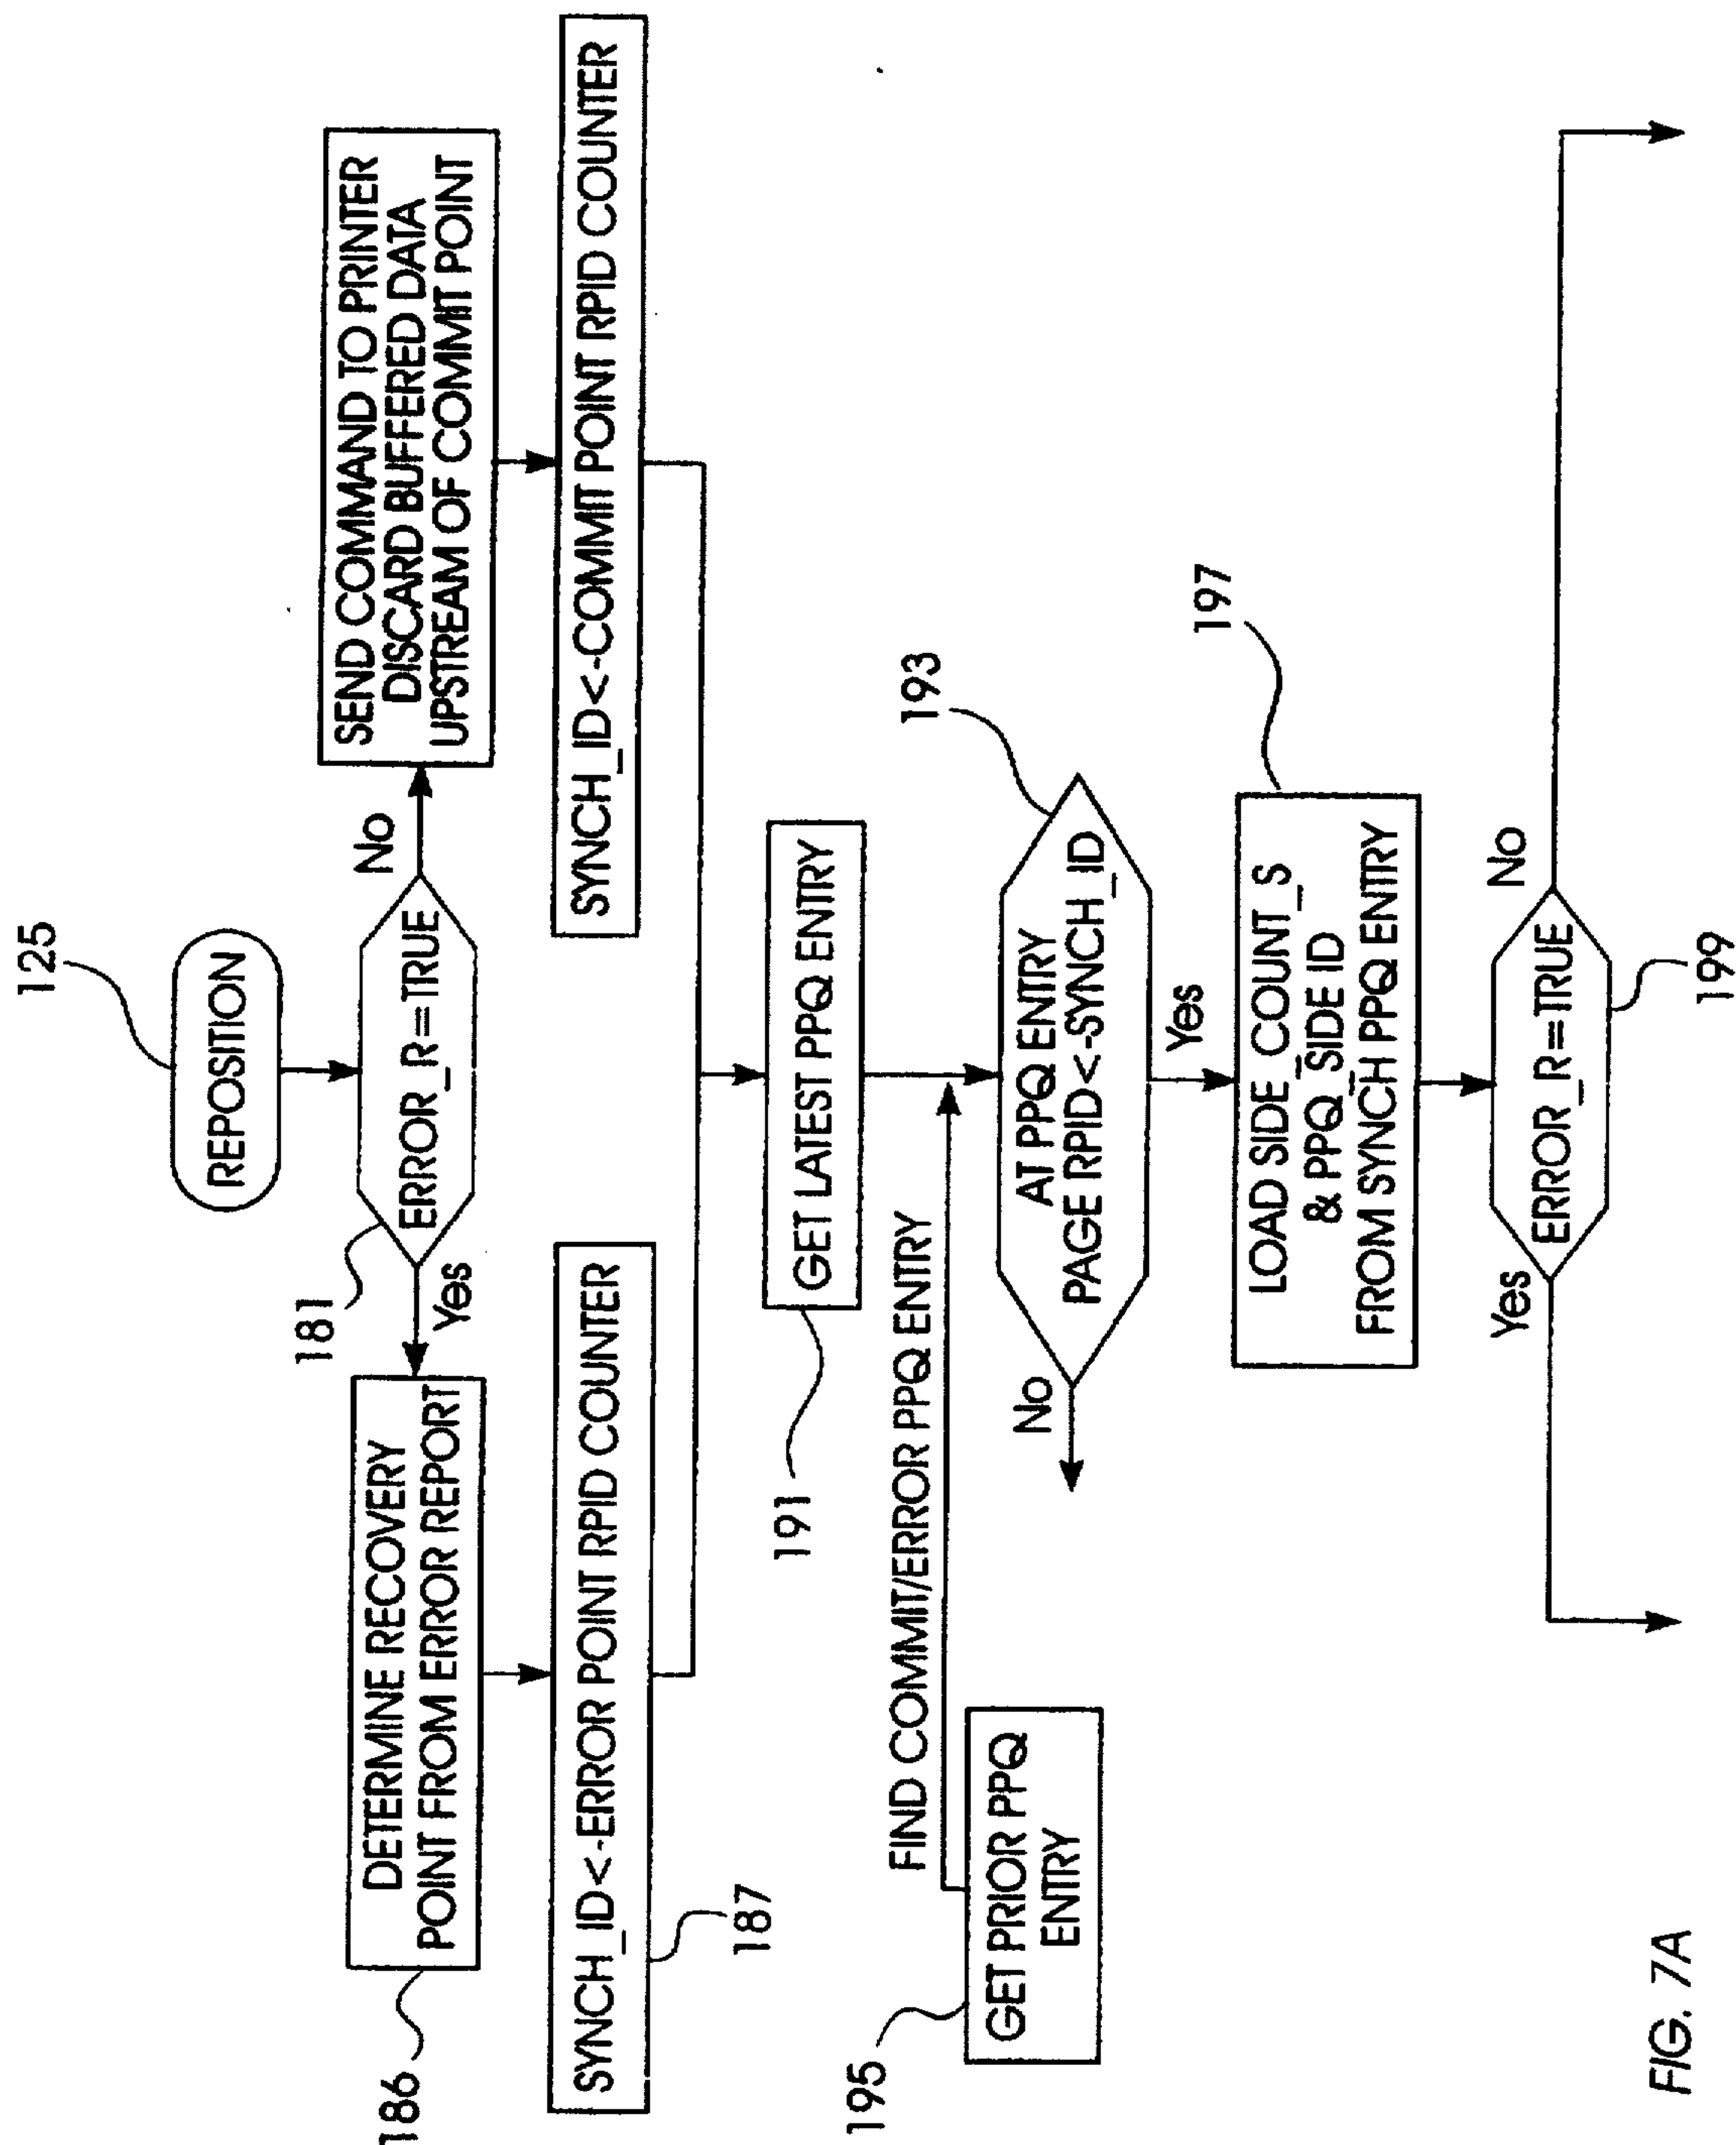 125
REPOSITION
181
ERROR_R=TRUE
Yes
No
186
DETERMINE RECOVERY
POINT FROM ERROR REPORT
SEND COMMAND TO PRINTER
DISCARD BUFFERED DATA
UPSTREAM OF COMMIT POINT
SYNCH_ID<-ERROR POINT RPID COUNTER
187
SYNCH_ID<-COMMIT POINT RPID COUNTER
191
GET LATEST PPQ ENTRY
FIND COMMIT/ERROR PPQ ENTRY
195
GET PRIOR PPQ
ENTRY
193
No
AT PPQ ENTRY
PAGE RPID<-SYNCH_ID
Yes
197
LOAD SIDE_COUNT_S
& PPQ_SIDE_ID
FROM SYNCH PPQ ENTRY
Yes
ERROR_R=TRUE
No
199
FIG. 7A